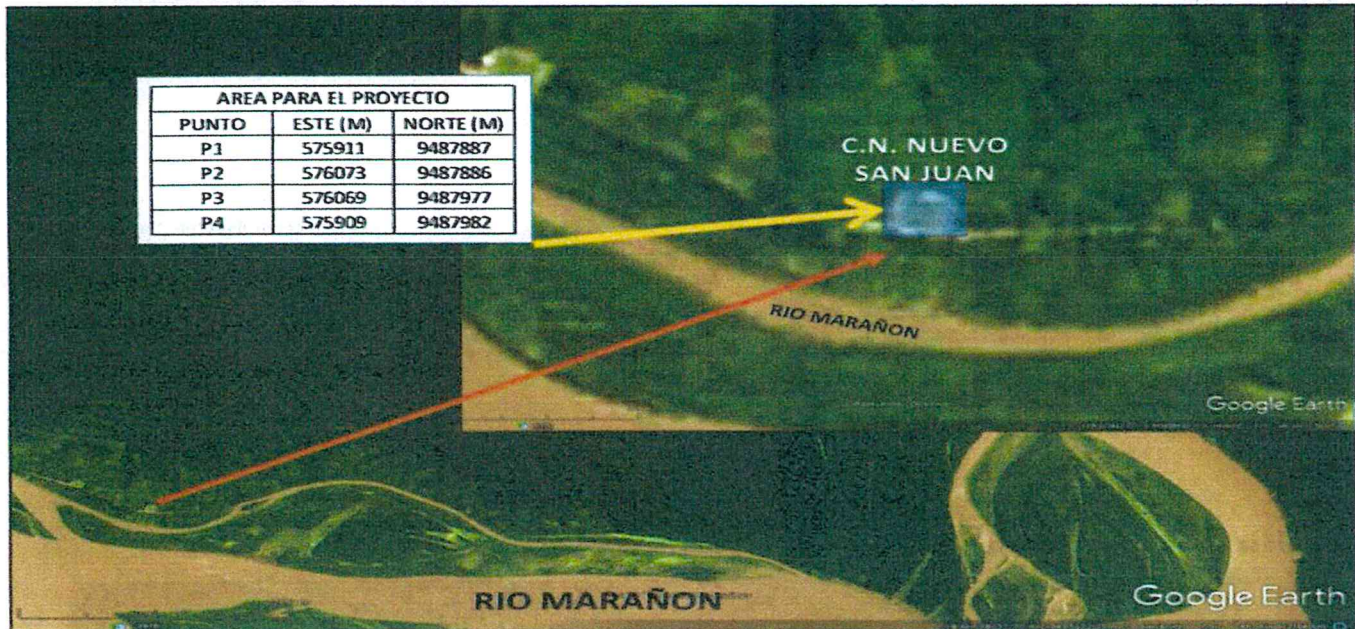 AREA PARA EL PROYECTO
PUNTO ESTE (M) NORTE (M)
P1 575911 9487887
P2 576073 9487886
P3 576069 9487977
P4 575909 9487982
C.N. NUEVO
SAN JUAN
RIO MARAÑON
Google Earth
RIO MARAÑON
Google Earth